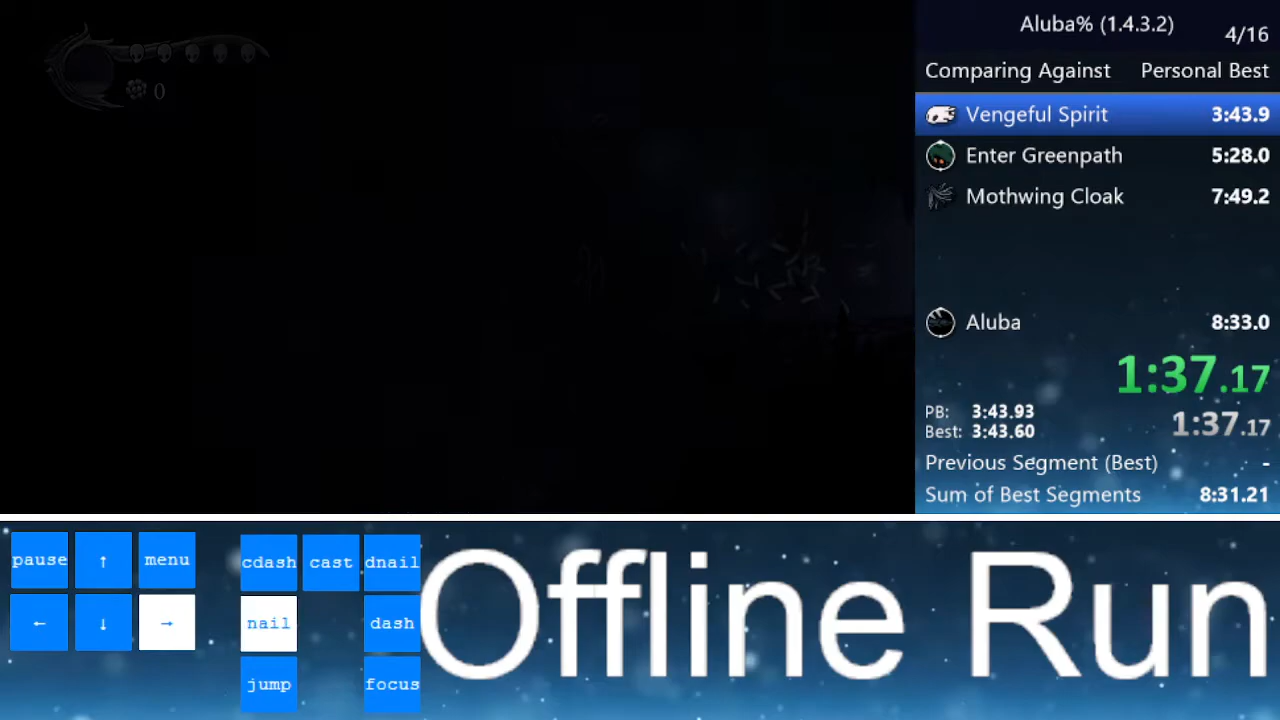 0
Aluba% (1.4.3.2) 4/16
Comparing Against Personal Best
Vengeful Spirit 3:43.9
Enter Greenpath 5:28.0
Mothwing Cloak 7:49.2
Aluba 8:33.0
1:37.17
PB: 3:43.93
Best: 3:43.60
1:37.17
Previous Segment (Best) -
Sum of Best Segments 8:31.21
pause ↑ menu cdash cast dnail
← ↓ → nail dash
jump focus
Offline Run